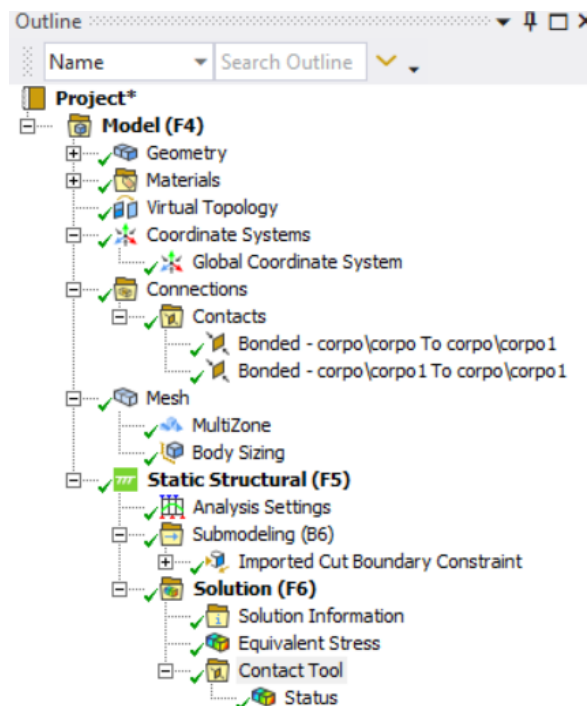 Outline
Name Search Outline
Project*
Model (F4)
Geometry
Materials
Virtual Topology
Coordinate Systems
Global Coordinate System
Connections
Contacts
Bonded - corpo\corpo To corpo\corpo1
Bonded - corpo\corpo1 To corpo\corpo1
Mesh
MultiZone
Body Sizing
Static Structural (F5)
Analysis Settings
Submodeling (B6)
Imported Cut Boundary Constraint
Solution (F6)
Solution Information
Equivalent Stress
Contact Tool
Status